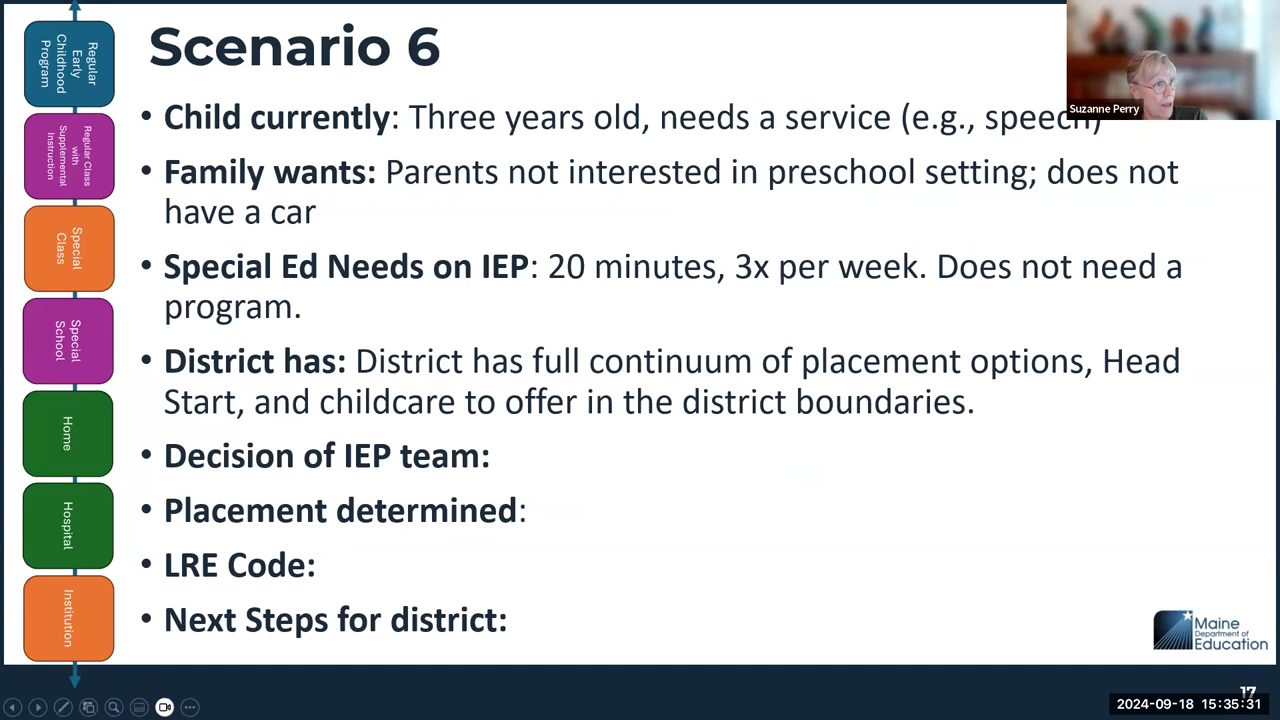 Scenario 6
Suzanne Perry
• Child currently: Three years old, needs a service (e.g., speech)
• Family wants: Parents not interested in preschool setting; does not
have a car
• Special Ed Needs on IEP: 20 minutes, 3x per week. Does not need a
program.
• District has: District has full continuum of placement options, Head
Start, and childcare to offer in the district boundaries.
• Decision of IEP team:
• Placement determined:
• LRE Code:
• Next Steps for district:
Regular
Early
Childhood
Program
Regular Class
with
Supplemental
Instruction
Special
Class
Special
School
Home
Hospital
Institution
Maine
Department of
Education
17
2024-09-18 15:35:31